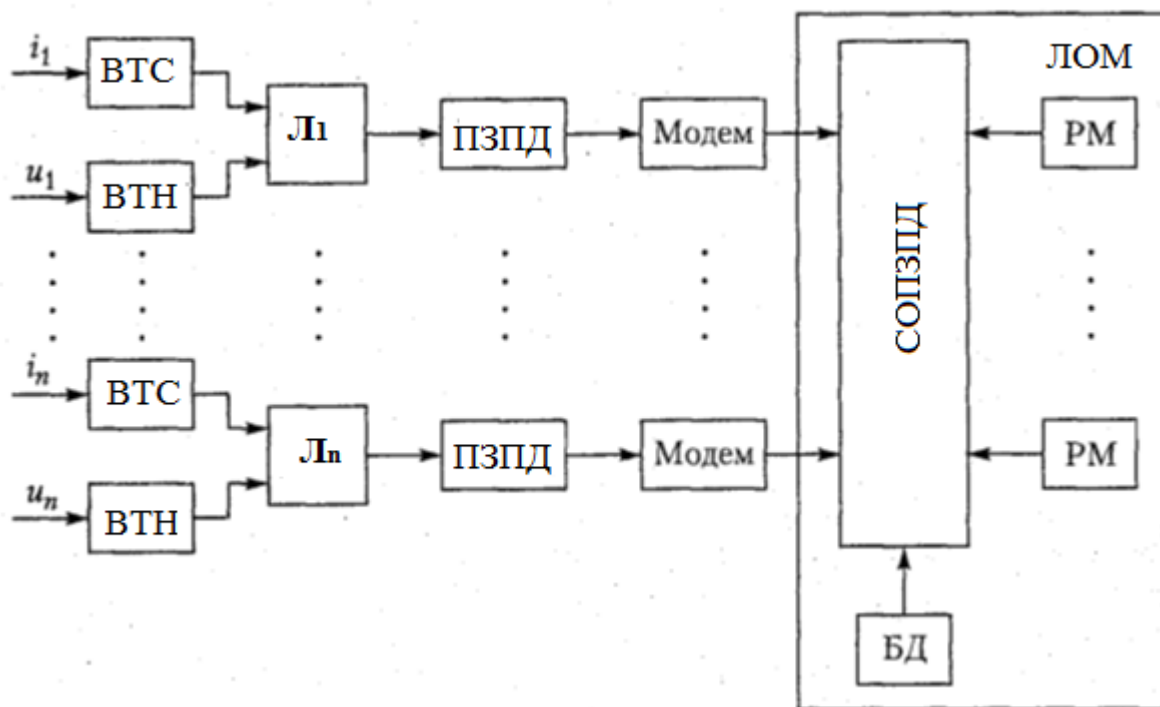 i1
ВТС
Л1
ПЗПД
Модем
ЛОМ
РМ
u1
ВТН
СОПЗПД
in
ВТС
Лn
ПЗПД
Модем
РМ
un
ВТН
БД